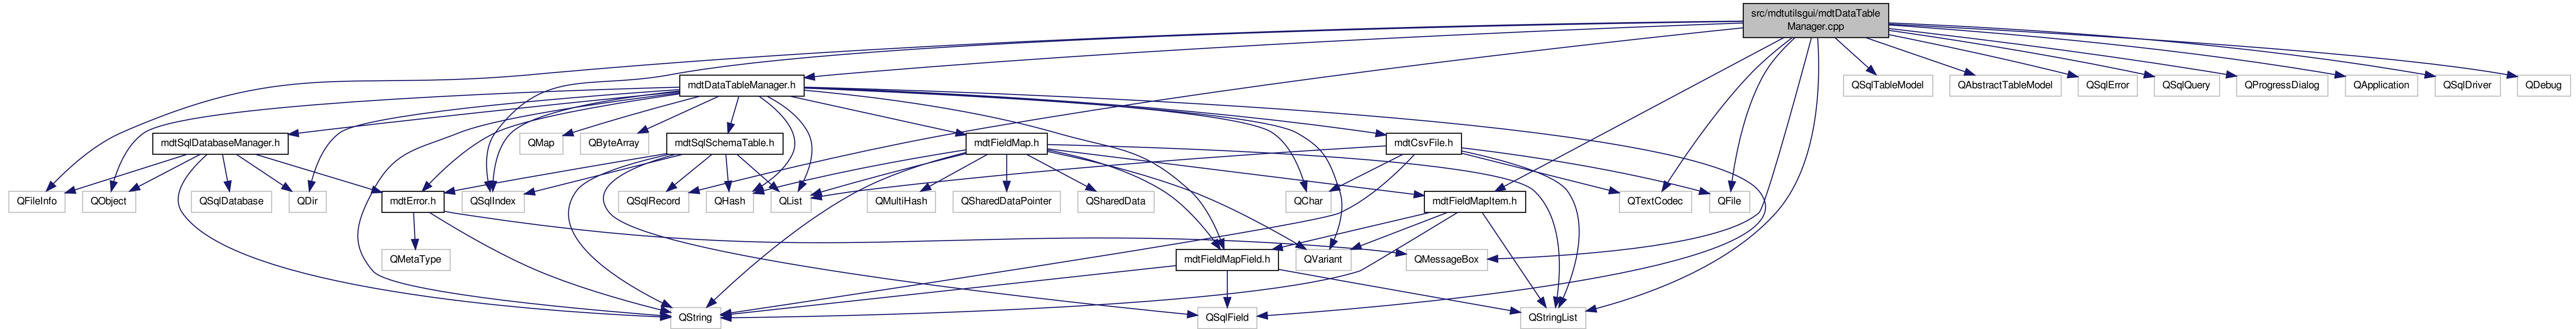 src/mdtutilsgui/mdtDataTable
Manager.cpp
mdtDataTableManager.h
QSqlTableModel
QAbstractTableModel
QSqlError
QSqlQuery
QProgressDialog
QApplication
QSqlDriver
QDebug
mdtSqlDatabaseManager.h
QMap
QByteArray
mdtSqlSchemaTable.h
mdtFieldMap.h
mdtCsvFile.h
QFileInfo
QObject
QSqlDatabase
QDir
mdtError.h
QSqlIndex
QSqlRecord
QHash
QList
QMultiHash
QSharedDataPointer
QSharedData
QChar
mdtFieldMapItem.h
QTextCodec
QFile
QMetaType
mdtFieldMapField.h
QVariant
QMessageBox
QString
QSqlField
QStringList